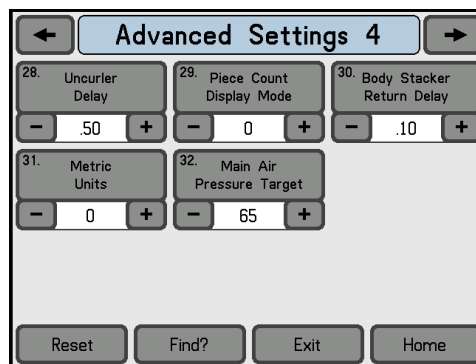 Advanced Settings 4
28. Uncurler
Delay
29. Piece Count
Display Mode
30. Body Stacker
Return Delay
- .50 +
- 0 +
- .10 +
31. Metric
Units
32. Main Air
Pressure Target
- 0 +
- 65 +
Reset
Find?
Exit
Home